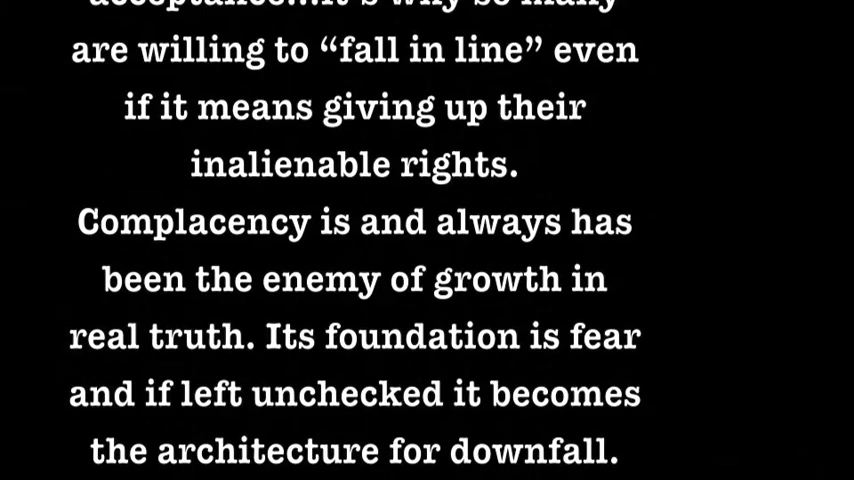 acceptance...it's why so many
are willing to “fall in line” even
if it means giving up their
inalienable rights.
Complacency is and always has
been the enemy of growth in
real truth. Its foundation is fear
and if left unchecked it becomes
the architecture for downfall.